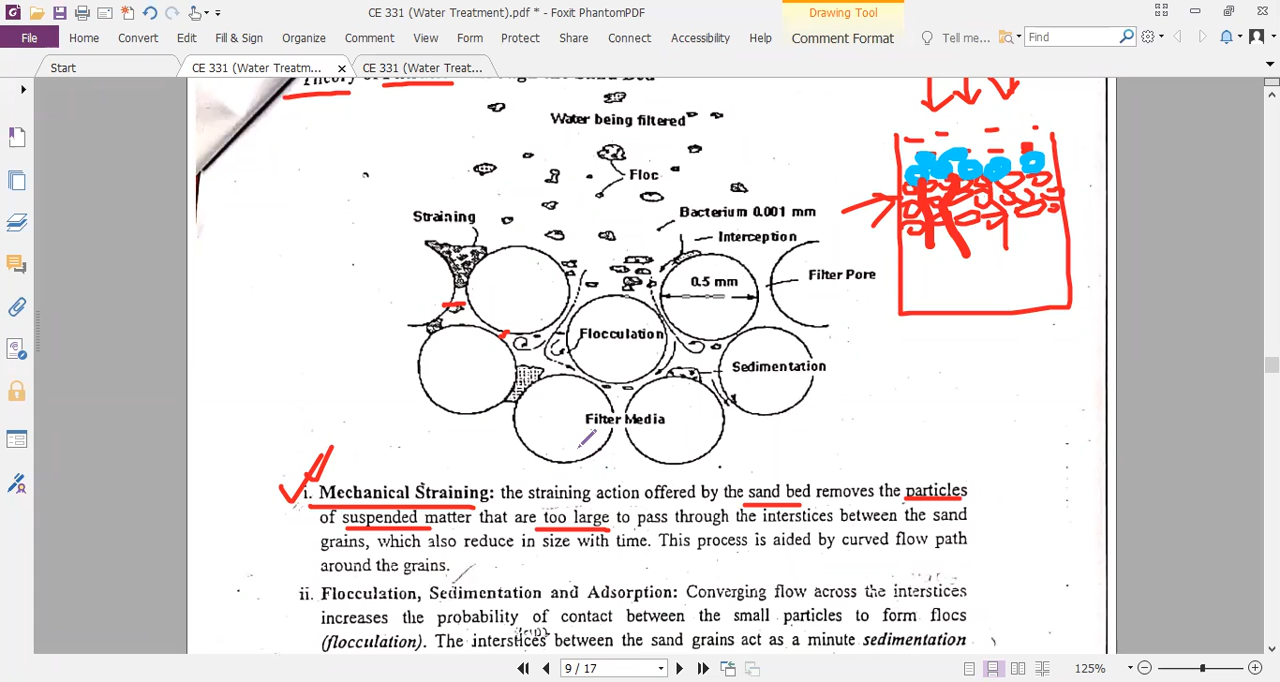 CE 331 (Water Treatment).pdf * - Foxit PhantomPDF
Drawing Tool
File
Home
Convert
Edit
Fill & Sign
Organize
Comment
View
Form
Protect
Share
Connect
Accessibility
Help
Comment Format
Tell me...
Find
Start
CE 331 (Water Treatm...
CE 331 (Water Treat...
Theory of
Sand Bed
Water being filtered
Floc
Straining
Bacterium 0.001 mm
Interception
Filter Pore
0.5 mm
Flocculation
Sedimentation
Filter Media
i. Mechanical Straining: the straining action offered by the sand bed removes the particles
of suspended matter that are too large to pass through the interstices between the sand
grains, which also reduce in size with time. This process is aided by curved flow path
around the grains.
ii. Flocculation, Sedimentation and Adsorption: Converging flow across the interstices
increases the probability of contact between the small particles to form flocs
(flocculation). The interstices between the sand grains act as a minute sedimentation
9 / 17
125%